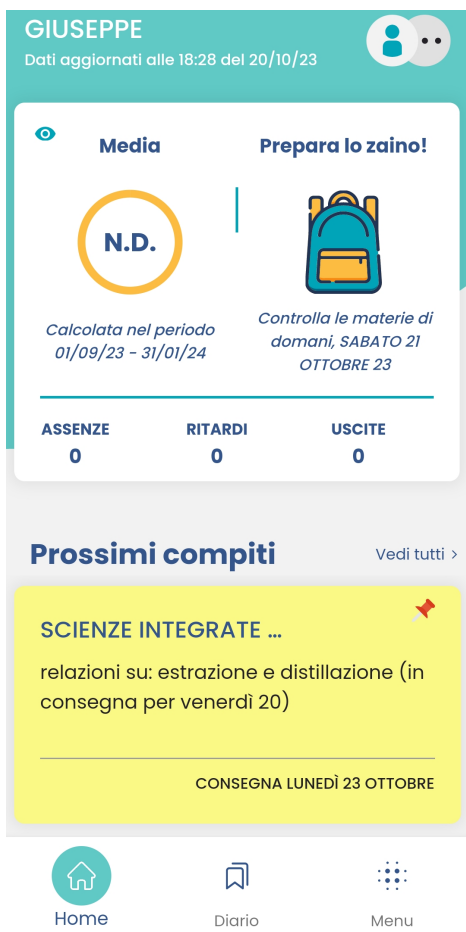 GIUSEPPE
Dati aggiornati alle 18:28 del 20/10/23
Media
Prepara lo zaino!
N.D.
Calcolata nel periodo
01/09/23 - 31/01/24
Controlla le materie di
domani, SABATO 21
OTTOBRE 23
ASSENZE
RITARDI
USCITE
0
0
0
Prossimi compiti
Vedi tutti >
SCIENZE INTEGRATE ...
relazioni su: estrazione e distillazione (in
consegna per venerdì 20)
CONSEGNA LUNEDÌ 23 OTTOBRE
Home
Diario
Menu